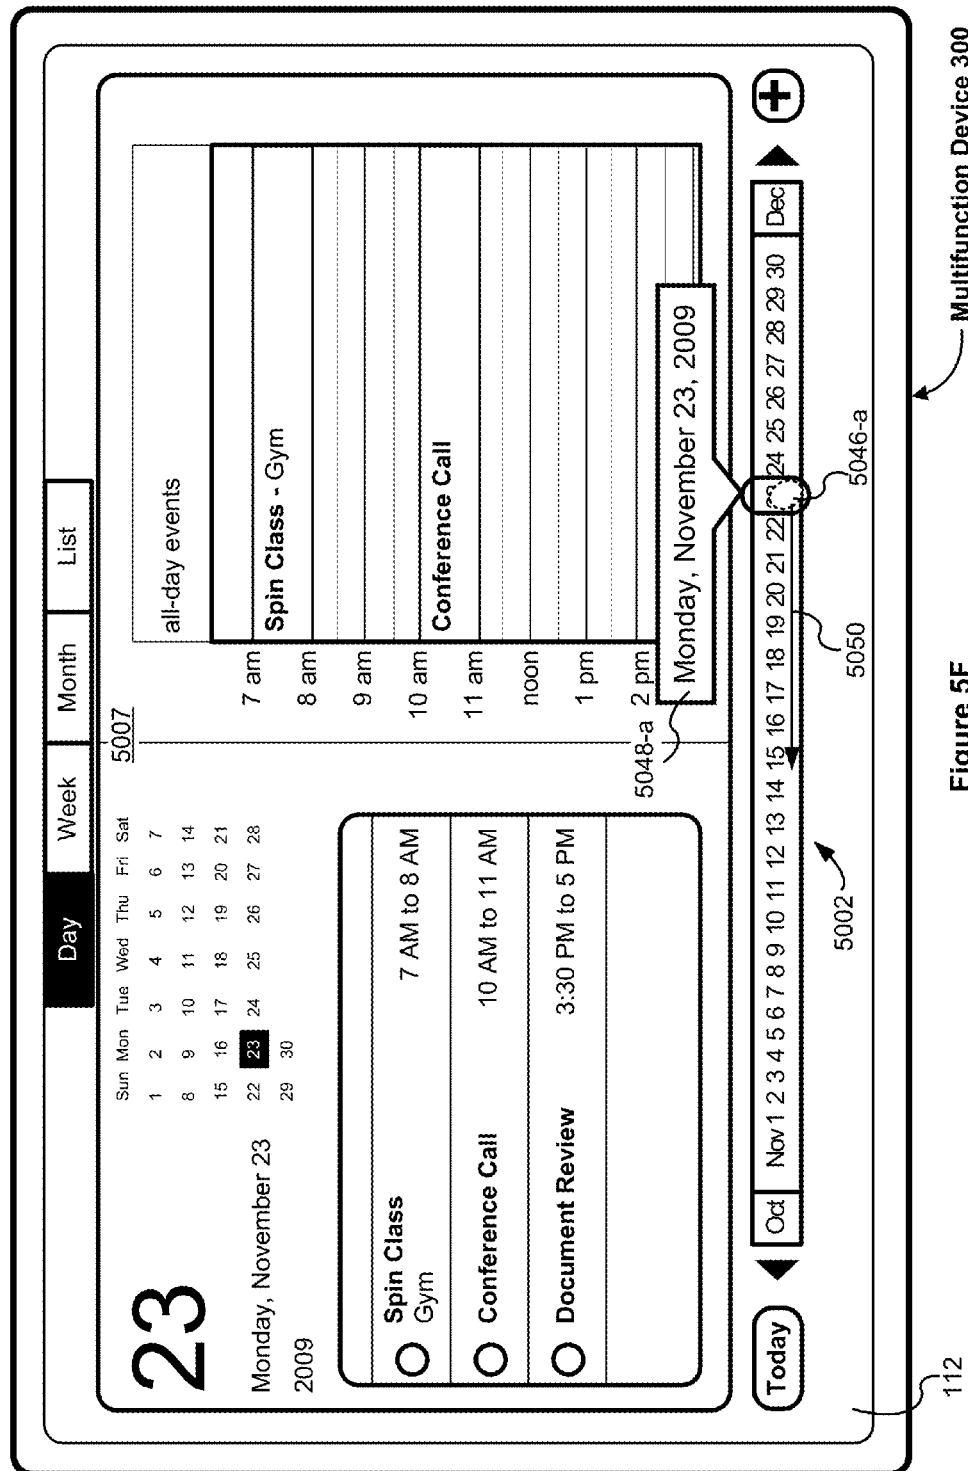 Day Week Month List
23
Monday, November 23
2009
Sun Mon Tue Wed Thu Fri Sat
1 2 3 4 5 6 7
8 9 10 11 12 13 14
15 16 17 18 19 20 21
22 23 24 25 26 27 28
29 30
Spin Class 7 AM to 8 AM
Gym
Conference Call 10 AM to 11 AM
Document Review 3:30 PM to 5 PM
5007
all-day events
7 am
Spin Class - Gym
8 am
9 am
10 am
Conference Call
11 am
noon
1 pm
2 pm
5048-a
Monday, November 23, 2009
Today Oct Nov 1 2 3 4 5 6 7 8 9 10 11 12 13 14 15 16 17 18 19 20 21 22 23 24 25 26 27 28 29 30 Dec +
5002
5050
5046-a
112
Multifunction Device 300
Figure 5F